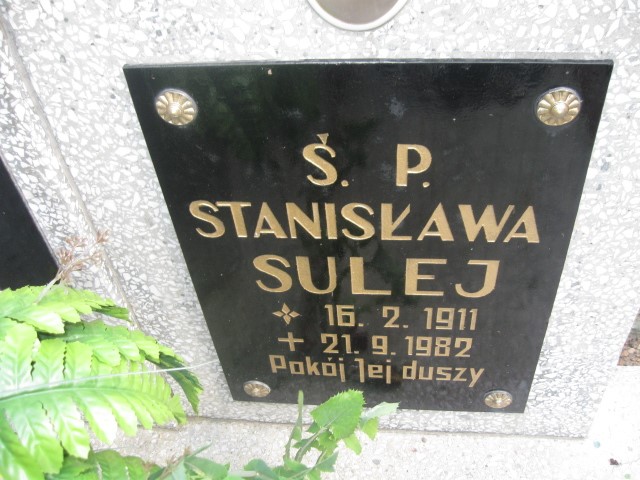 Ś. P.
STANISŁAWA
SULEJ
✧ 16. 2. 1911
+ 21. 9. 1982
Pokój Jej duszy